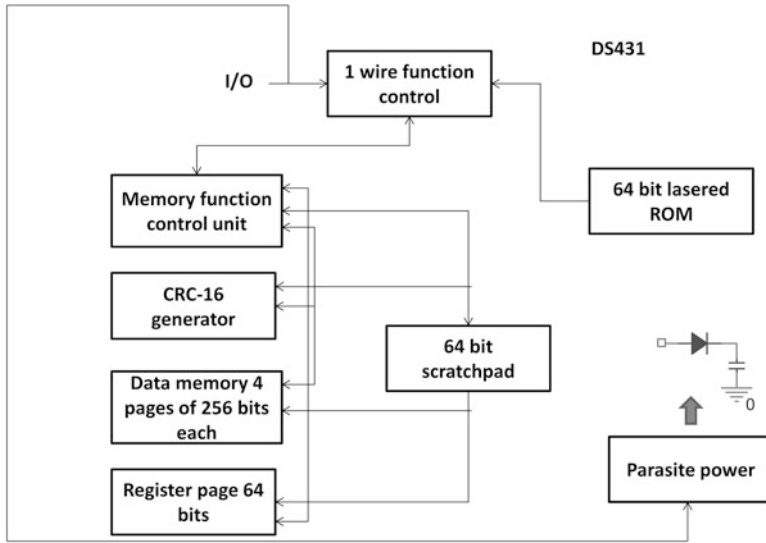 DS431
I/O
1 wire function
control
Memory function
control unit
64 bit lasered
ROM
CRC-16
generator
64 bit
scratchpad
Data memory 4
pages of 256 bits
each
0
Parasite power
Register page 64
bits